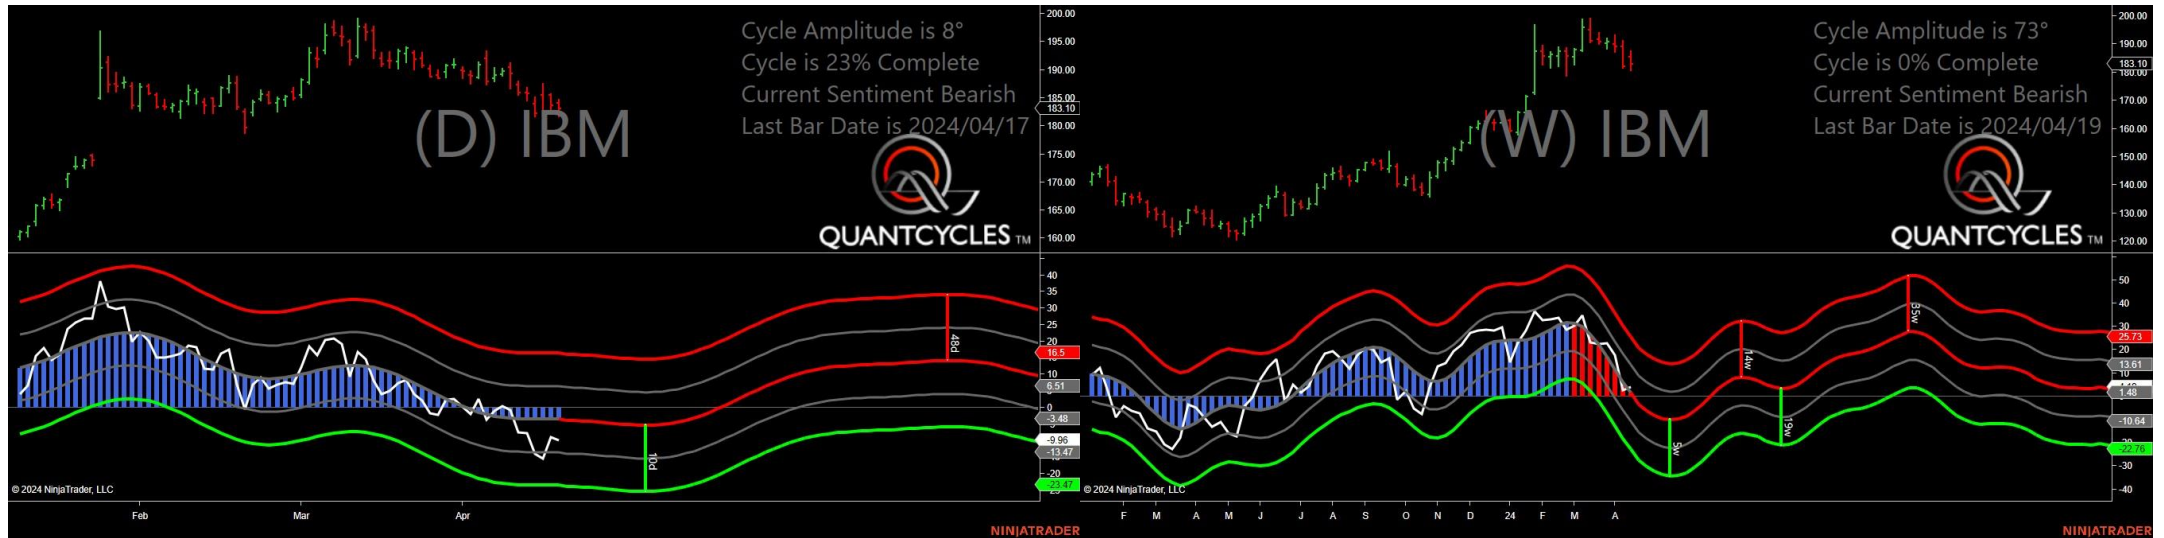 Cycle Amplitude is 8°
Cycle is 23% Complete
Current Sentiment Bearish
Last Bar Date is 2024/04/17
(D) IBM
QUANTCYCLES TM
200.00
195.00
190.00
185.00
183.10
180.00
175.00
170.00
165.00
160.00
40
35
30
25
20
16.5
10
6.51
0
-3.48
-9.96
-13.47
-20
-23.47
48d
10d
© 2024 NinjaTrader, LLC
Feb Mar Apr
NINJATRADER
Cycle Amplitude is 73°
Cycle is 0% Complete
Current Sentiment Bearish
Last Bar Date is 2024/04/19
(W) IBM
QUANTCYCLES TM
200.00
190.00
183.10
180.00
170.00
160.00
150.00
140.00
130.00
120.00
50
40
30
25.73
20
13.61
10
1.48
-10.64
-22.76
-30
-40
14w
35w
5w
19w
© 2024 NinjaTrader, LLC
F M A M J J A S O N D 24 F M A
NINJATRADER